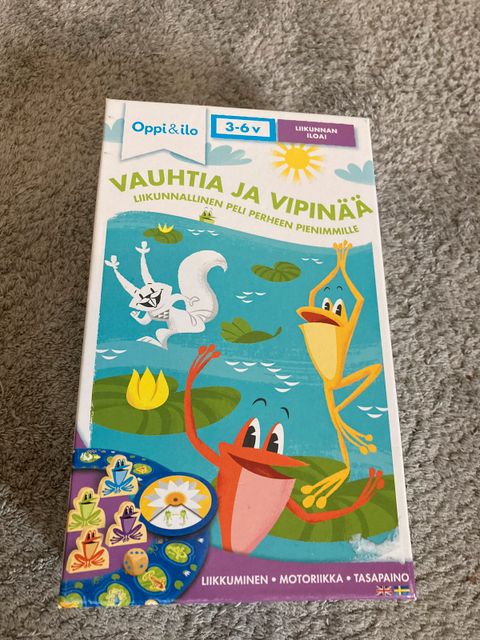 Oppi&ilo
3-6 v
LIIKUNNAN
ILOA!
VAUHTIA JA VIPINÄÄ
LIIKUNNALLINEN PELI PERHEEN PIENIMMILLE
LIIKKUMINEN • MOTORIIKKA • TASAPAINO